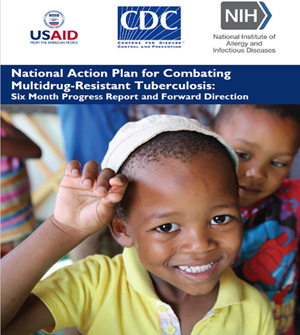 USAID
FROM THE AMERICAN PEOPLE
CDC
CENTERS FOR DISEASE
CONTROL AND PREVENTION
NIH
National Institute of
Allergy and
Infectious Diseases
National Action Plan for Combating
Multidrug-Resistant Tuberculosis:
Six Month Progress Report and Forward Direction